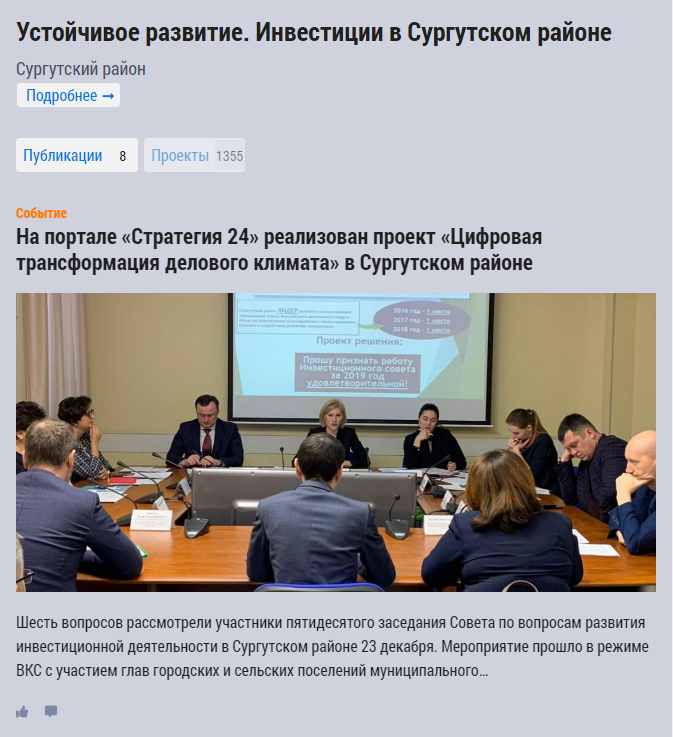 Устойчивое развитие. Инвестиции в Сургутском районе
Сургутский район
Подробнее →
Публикации 8 Проекты 1355
Событие
На портале «Стратегия 24» реализован проект «Цифровая
трансформация делового климата» в Сургутском районе
2016 год - 1 место
2017 год - 1 место
2018 год - 1 место
Проект решения:
Прошу признать работу
Инвестиционного совета
за 2019 год
удовлетворительной!
Шесть вопросов рассмотрели участники пятидесятого заседания Совета по вопросам развития
инвестиционной деятельности в Сургутском районе 23 декабря. Мероприятие прошло в режиме
ВКС с участием глав городских и сельских поселений муниципального...